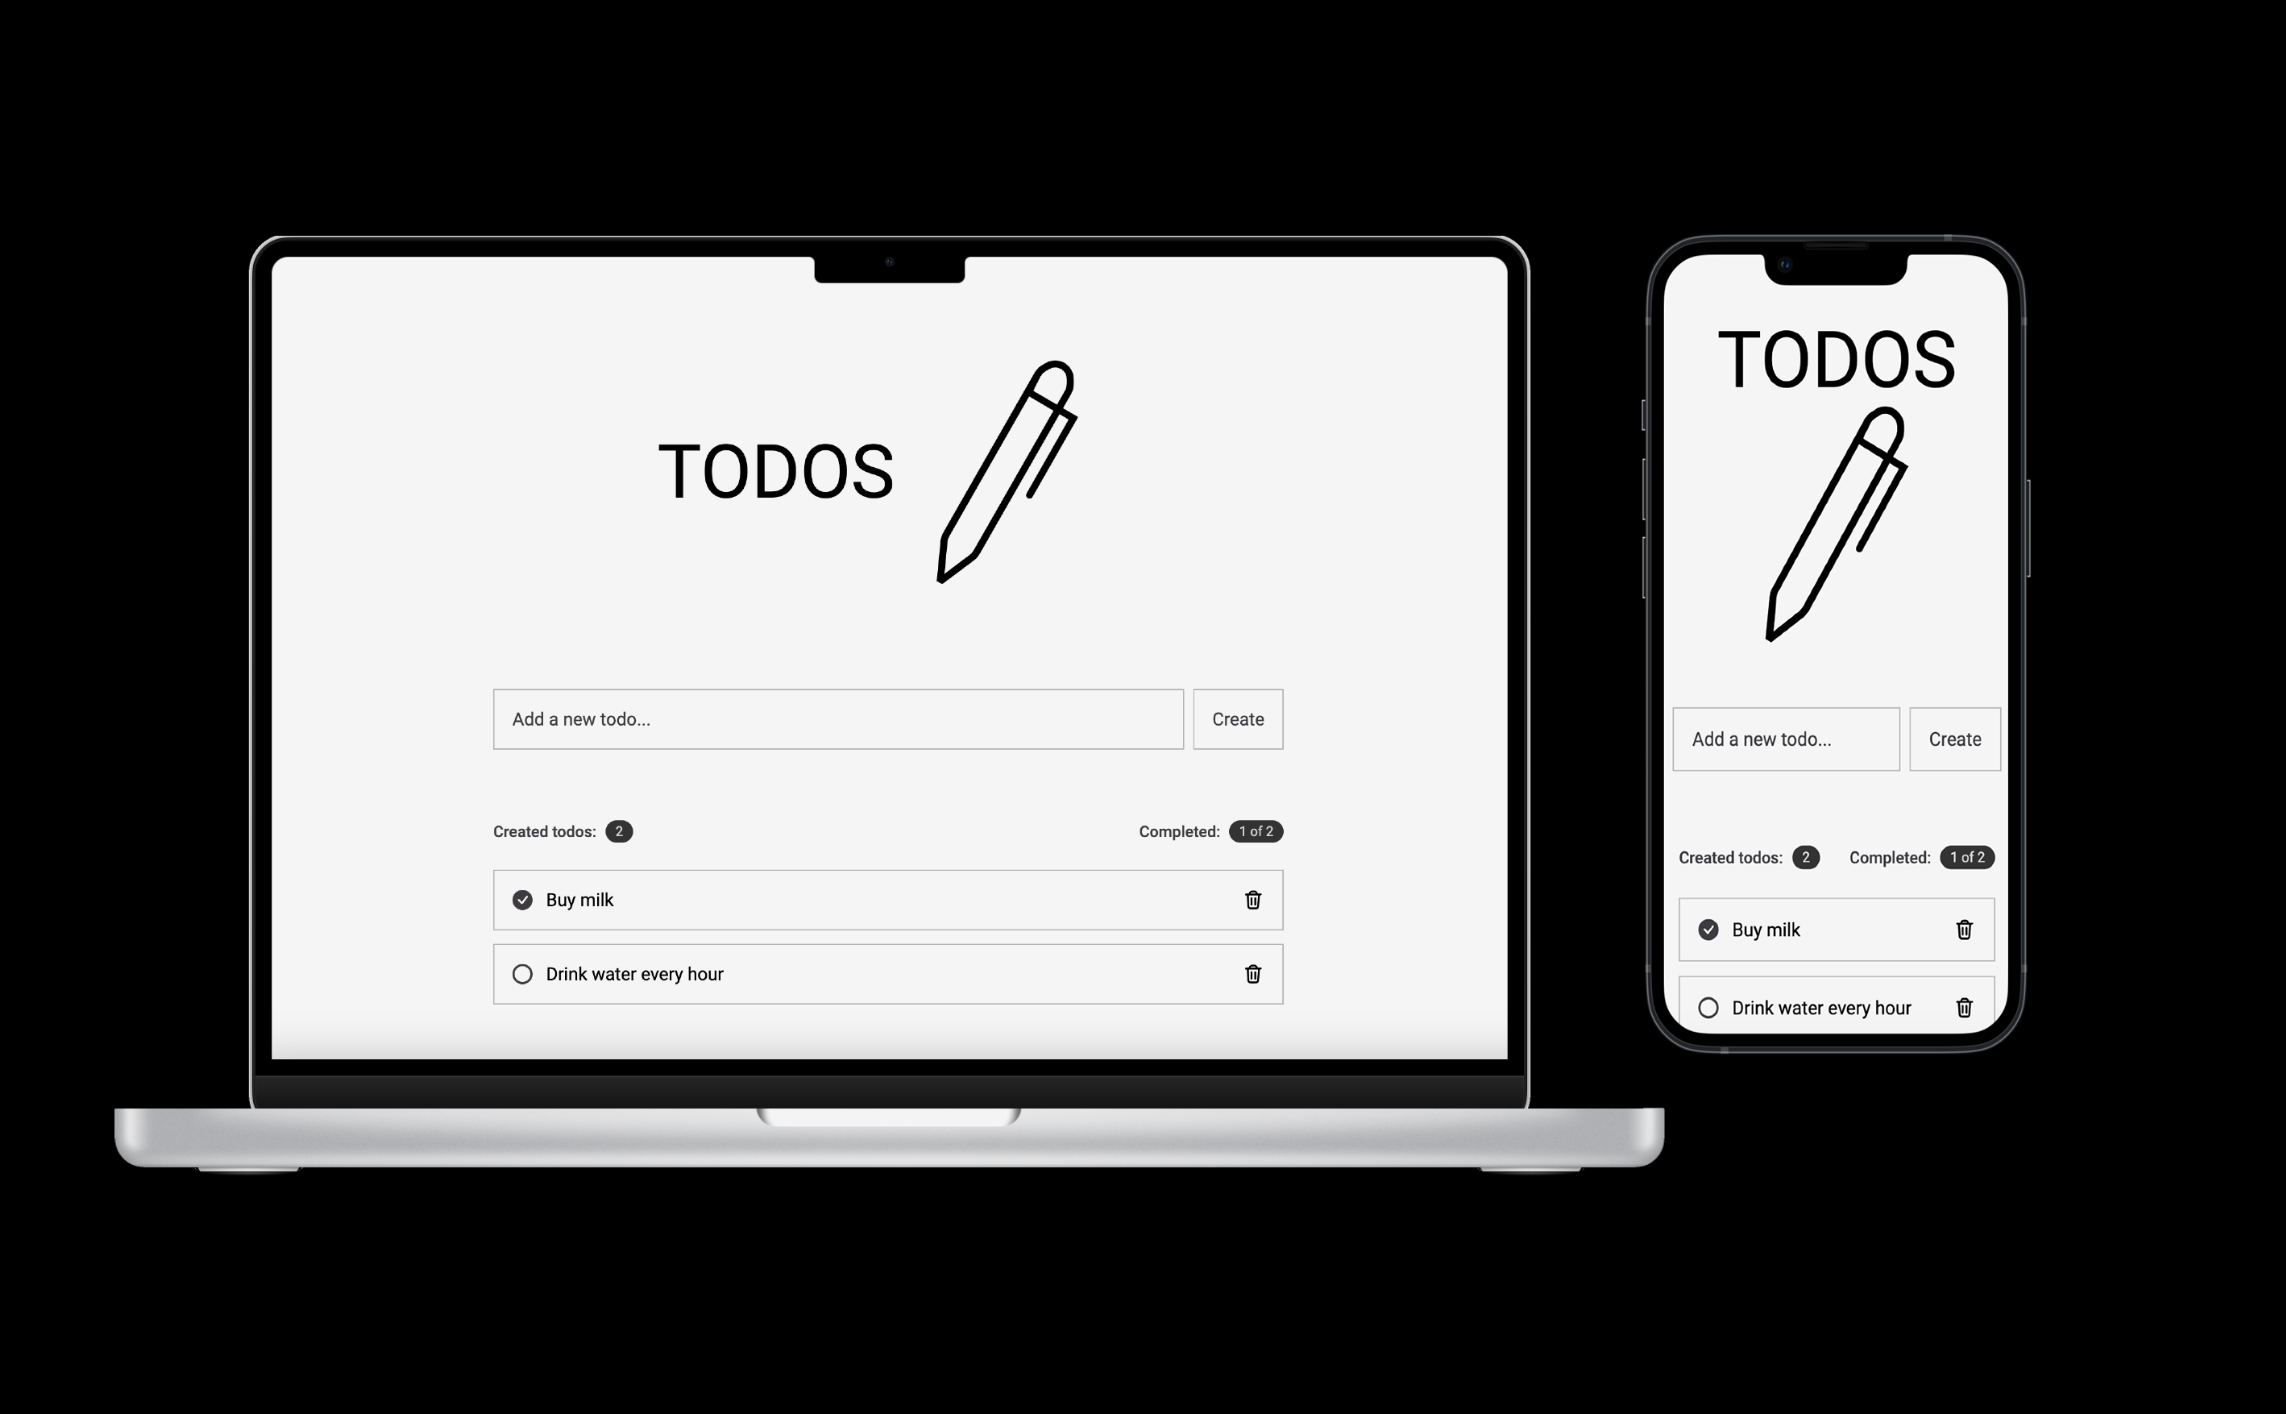 TODOS
Add a new todo...
Create
Created todos: 2
Completed: 1 of 2
Buy milk
Drink water every hour
TODOS
Add a new todo...
Create
Created todos: 2
Completed: 1 of 2
Buy milk
Drink water every hour